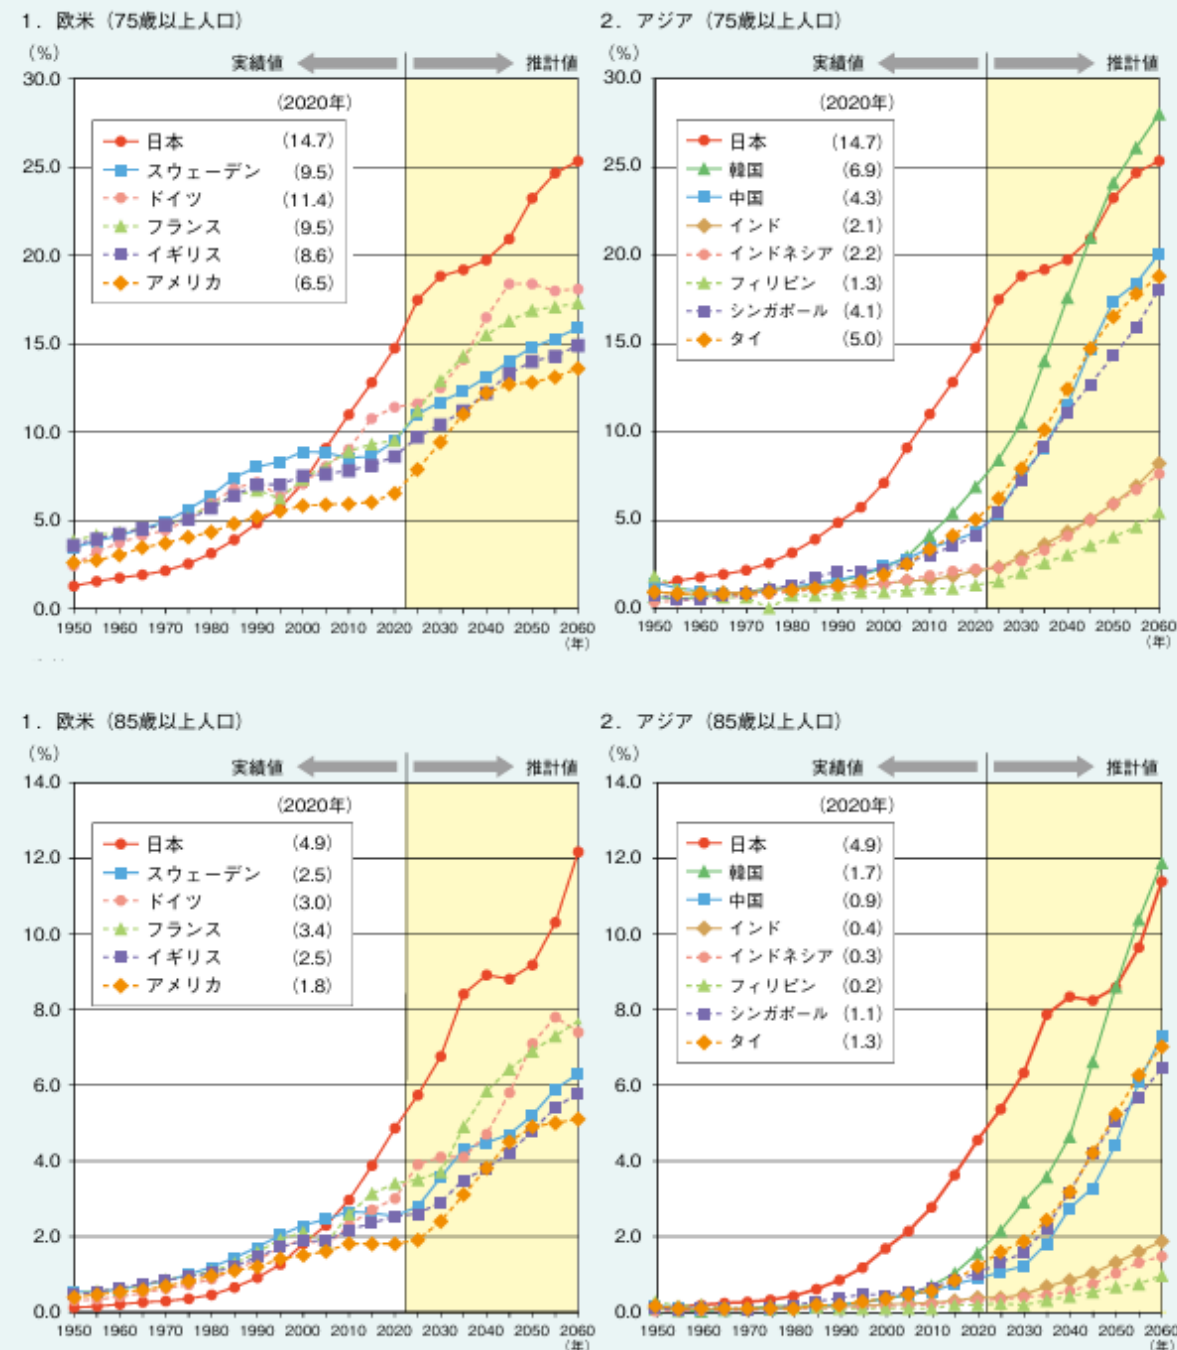 1. 欧米（75歳以上人口）
(%)
実績値
推計値
30.0
25.0
20.0
15.0
10.0
5.0
0.0
(2020年)
日本 (14.7)
スウェーデン (9.5)
ドイツ (11.4)
フランス (9.5)
イギリス (8.6)
アメリカ (6.5)
1950 1960 1970 1980 1990 2000 2010 2020 2030 2040 2050 2060
(年)
2. アジア（75歳以上人口）
(%)
実績値
推計値
30.0
25.0
20.0
15.0
10.0
5.0
0.0
(2020年)
日本 (14.7)
韓国 (6.9)
中国 (4.3)
インド (2.1)
インドネシア (2.2)
フィリピン (1.3)
シンガポール (4.1)
タイ (5.0)
1950 1960 1970 1980 1990 2000 2010 2020 2030 2040 2050 2060
(年)
1. 欧米（85歳以上人口）
(%)
実績値
推計値
14.0
12.0
10.0
8.0
6.0
4.0
2.0
0.0
(2020年)
日本 (4.9)
スウェーデン (2.5)
ドイツ (3.0)
フランス (3.4)
イギリス (2.5)
アメリカ (1.8)
1950 1960 1970 1980 1990 2000 2010 2020 2030 2040 2050 2060
(年)
2. アジア（85歳以上人口）
(%)
実績値
推計値
14.0
12.0
10.0
8.0
6.0
4.0
2.0
0.0
(2020年)
日本 (4.9)
韓国 (1.7)
中国 (0.9)
インド (0.4)
インドネシア (0.3)
フィリピン (0.2)
シンガポール (1.1)
タイ (1.3)
1950 1960 1970 1980 1990 2000 2010 2020 2030 2040 2050 2060
(年)